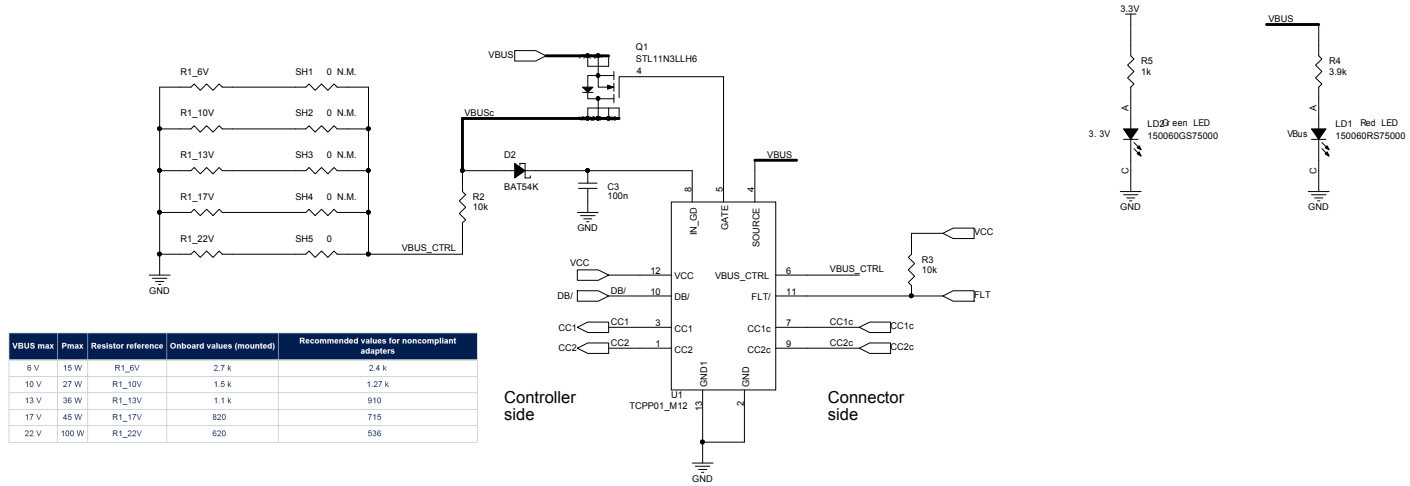 R1_6V
SH1 0 N.M.
R1_10V
SH2 0 N.M.
R1_13V
SH3 0 N.M.
R1_17V
SH4 0 N.M.
R1_22V
SH5 0
VBUS_CTRL
GND
VBUS
Q1
STL11N3LLH6
4
VBUSc
D2
BAT54K
R2
10k
C3
100n
GND
VBUS
8
5
4
IN_GD
GATE
SOURCE
VCC
12
VCC
DB/
DB/
10
DB/
CC1
CC1
3
CC1
CC2
CC2
1
CC2
VBUS_CTRL
6
VBUS_CTRL
FLT/
11
FLT
R3
10k
VCC
CC1c
7
CC1c
CC1c
CC2c
9
CC2c
CC2c
GND1
GND
U1
TCPP01_M12
13
2
GND
Controller
side
Connector
side
3.3V
R5
1k
A
LD2 Green LED
150060GS75000
3. 3V
C
GND
VBUS
R4
3.9k
A
LD1 Red LED
150060RS75000
VBus
C
GND
VBUS max Pmax Resistor reference Onboard values (mounted) Recommended values for noncompliant
adapters
6 V 15 W R1_6V 2.7 k 2.4 k
10 V 27 W R1_10V 1.5 k 1.27 k
13 V 36 W R1_13V 1.1 k 910
17 V 45 W R1_17V 820 715
22 V 100 W R1_22V 620 536